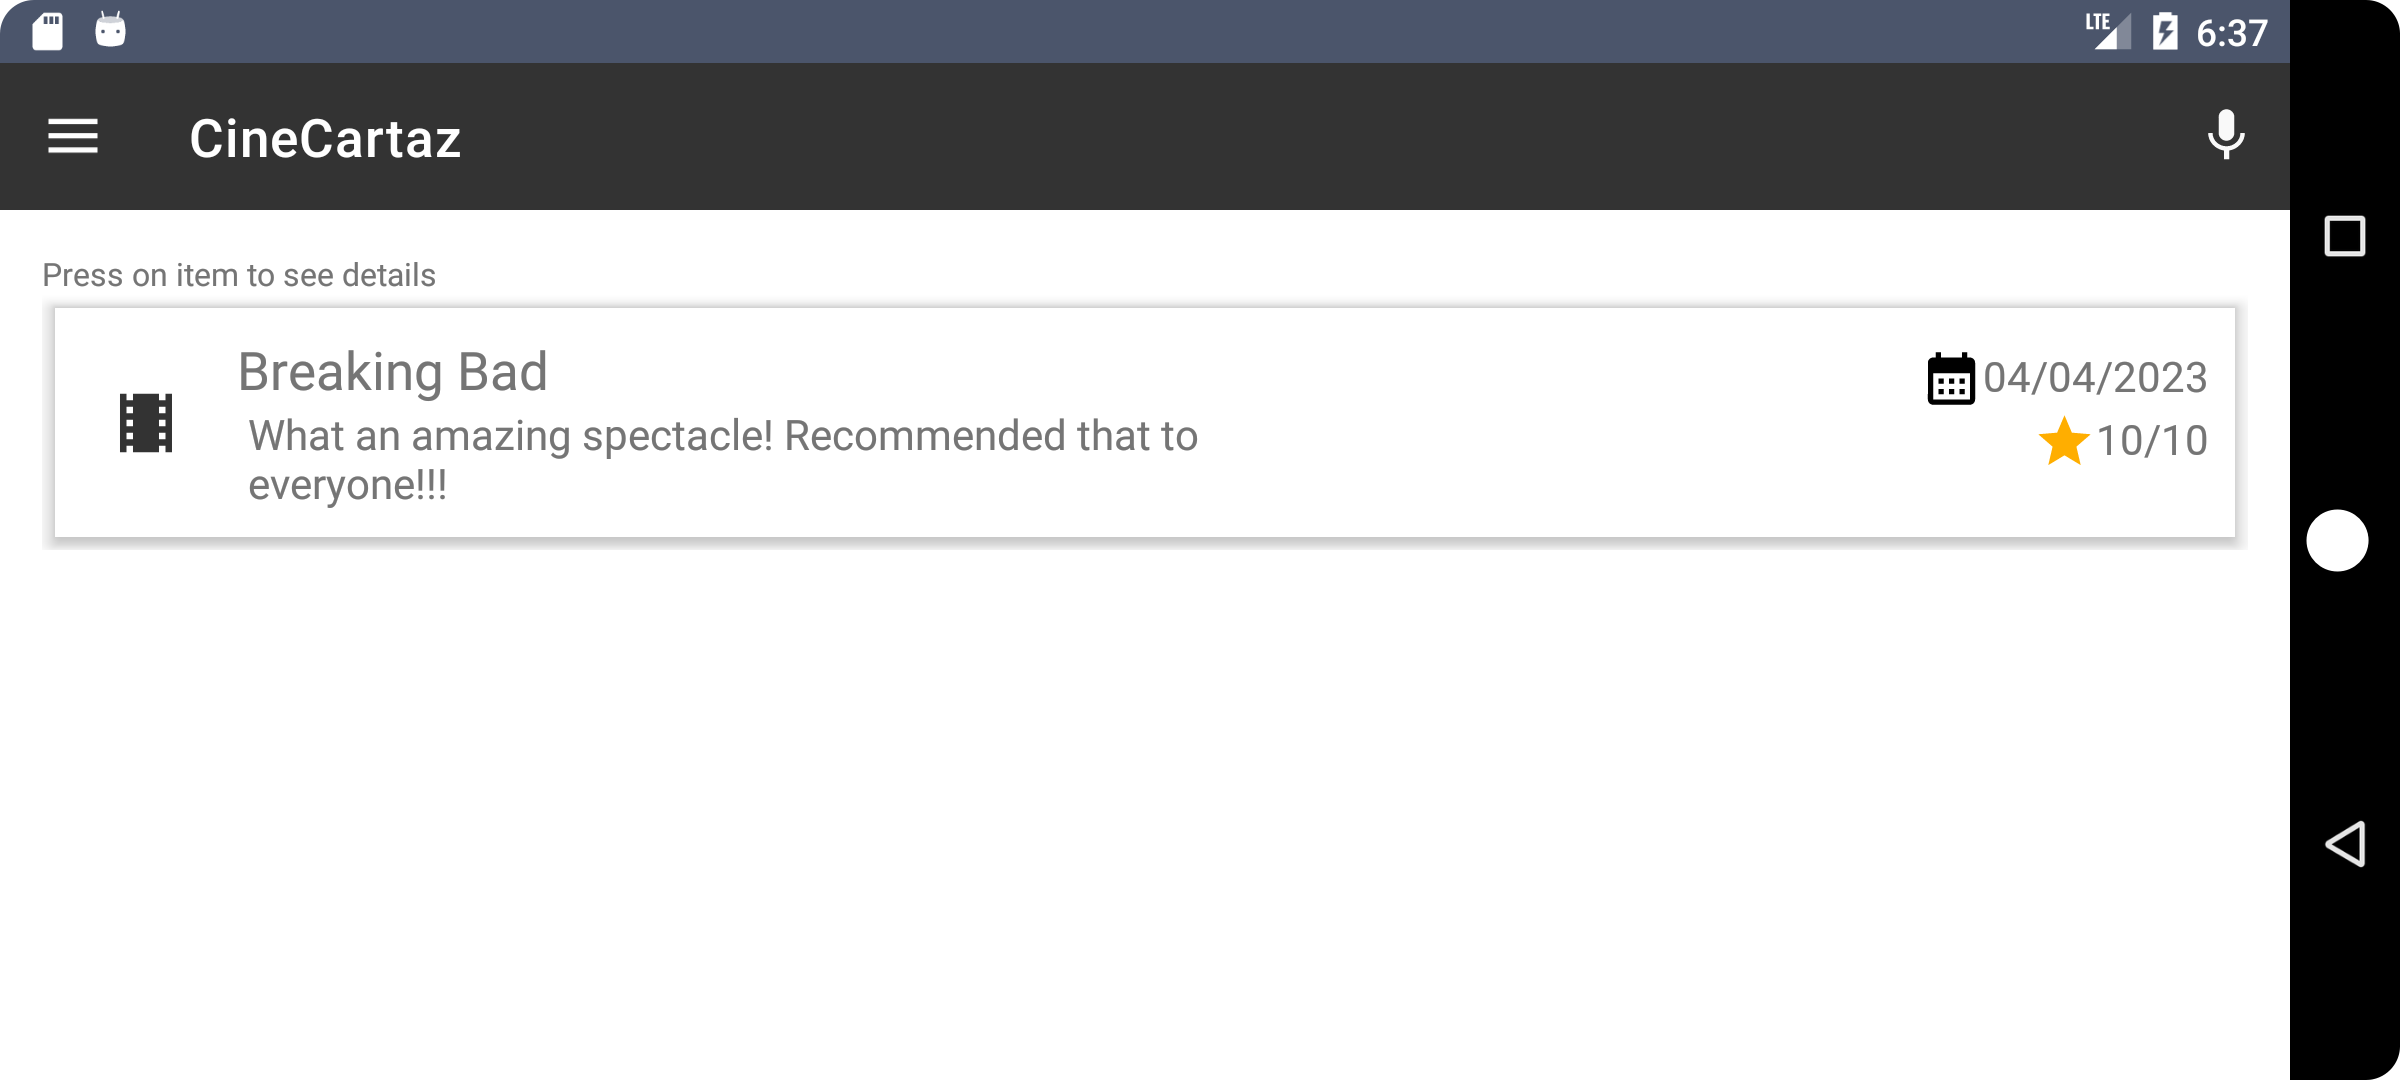 LTE 6:37
CineCartaz
Press on item to see details
Breaking Bad
04/04/2023
What an amazing spectacle! Recommended that to
everyone!!!
10/10